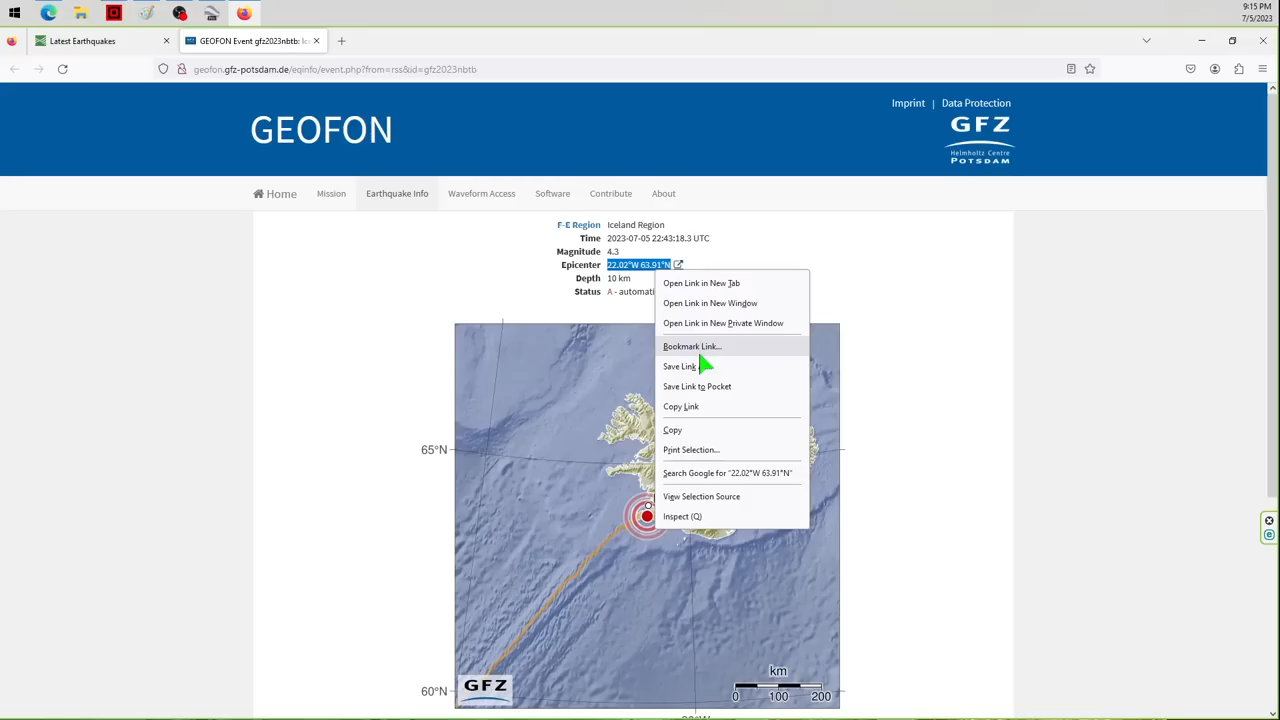 9:15 PM
7/5/2023
Latest Earthquakes
GEOFON Event gfz2023nbtb: Ic
geofon.gfz-potsdam.de/eqinfo/event.php?from=rss&id=gfz2023nbtb
Imprint | Data Protection
GEOFON
GFZ
Helmholtz Centre
POTSDAM
Home Mission Earthquake Info Waveform Access Software Contribute About
F-E Region Iceland Region
Time 2023-07-05 22:43:18.3 UTC
Magnitude 4.3
Epicenter 22.02°W 63.91°N
Depth 10 km
Status A - automati
Open Link in New Tab
Open Link in New Window
Open Link in New Private Window
Bookmark Link...
Save Link
Save Link to Pocket
Copy Link
Copy
Print Selection...
Search Google for "22.02°W 63.91°N"
View Selection Source
Inspect (Q)
65°N
60°N
GFZ
km
0 100 200